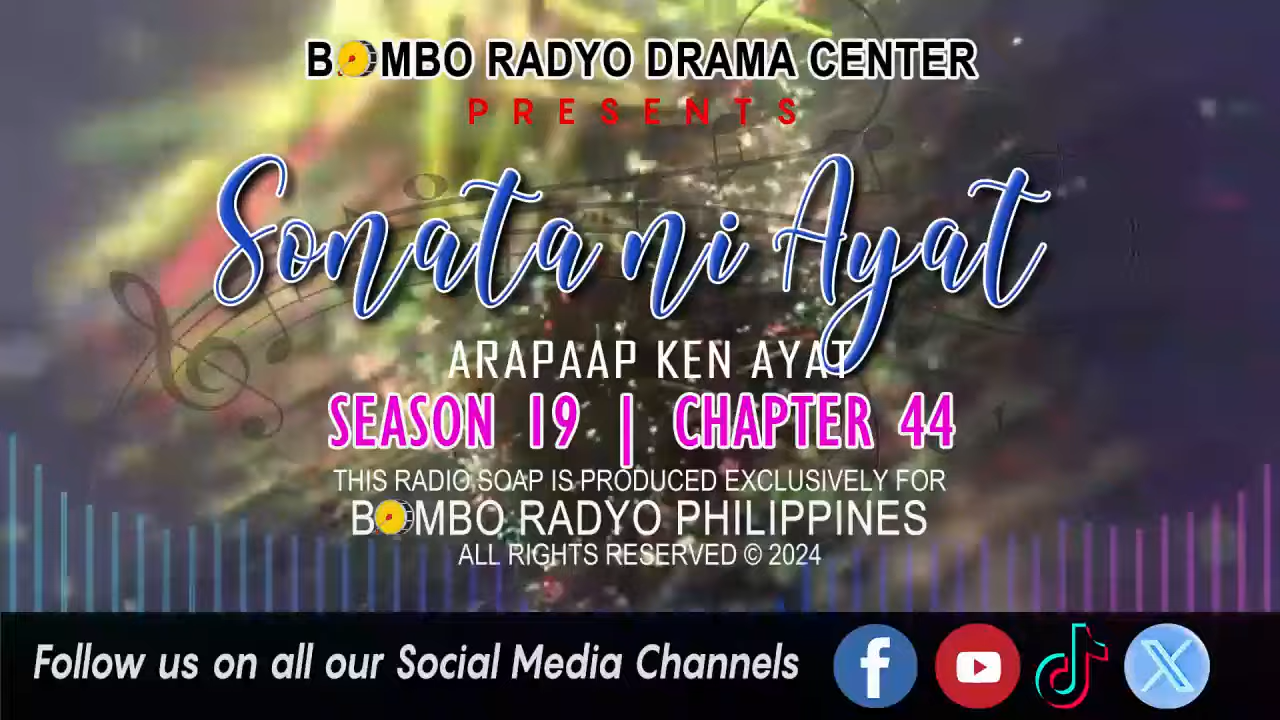 BOMBO RADYO DRAMA CENTER
PRESENTS
Sonata ni Ayat
ARAPAAP KEN AYAT
SEASON 19 | CHAPTER 44
THIS RADIO SOAP IS PRODUCED EXCLUSIVELY FOR
BOMBO RADYO PHILIPPINES
ALL RIGHTS RESERVED © 2024
Follow us on all our Social Media Channels